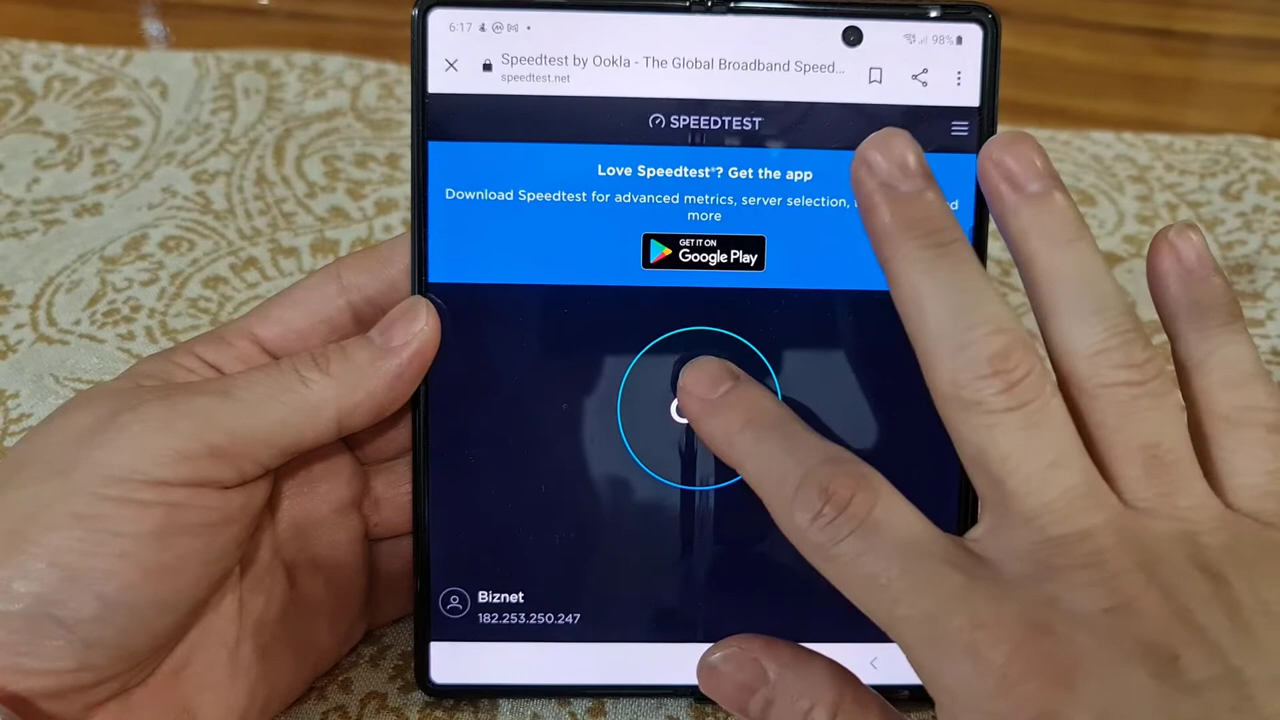 6:17
98%
Speedtest by Ookla - The Global Broadband Speed...
speedtest.net
SPEEDTEST
Love Speedtest®? Get the app
Download Speedtest for advanced metrics, server selection,
more
GET IT ON
Google Play
Biznet
182.253.250.247